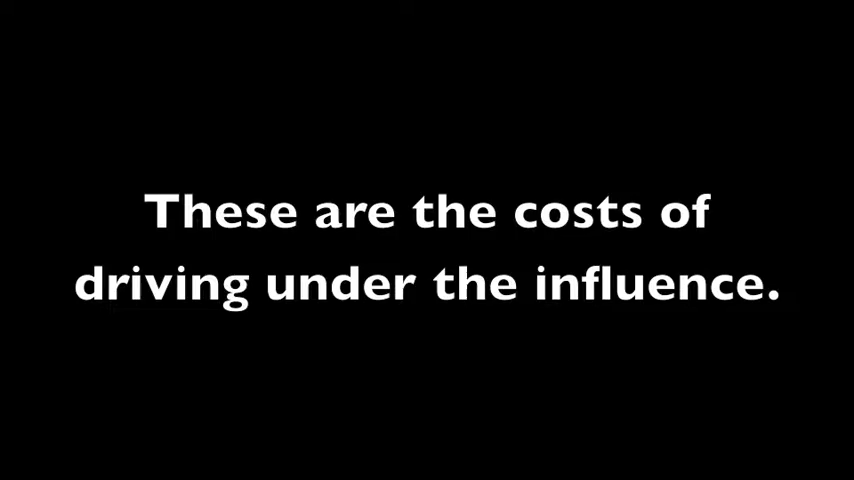 These are the costs of
driving under the influence.